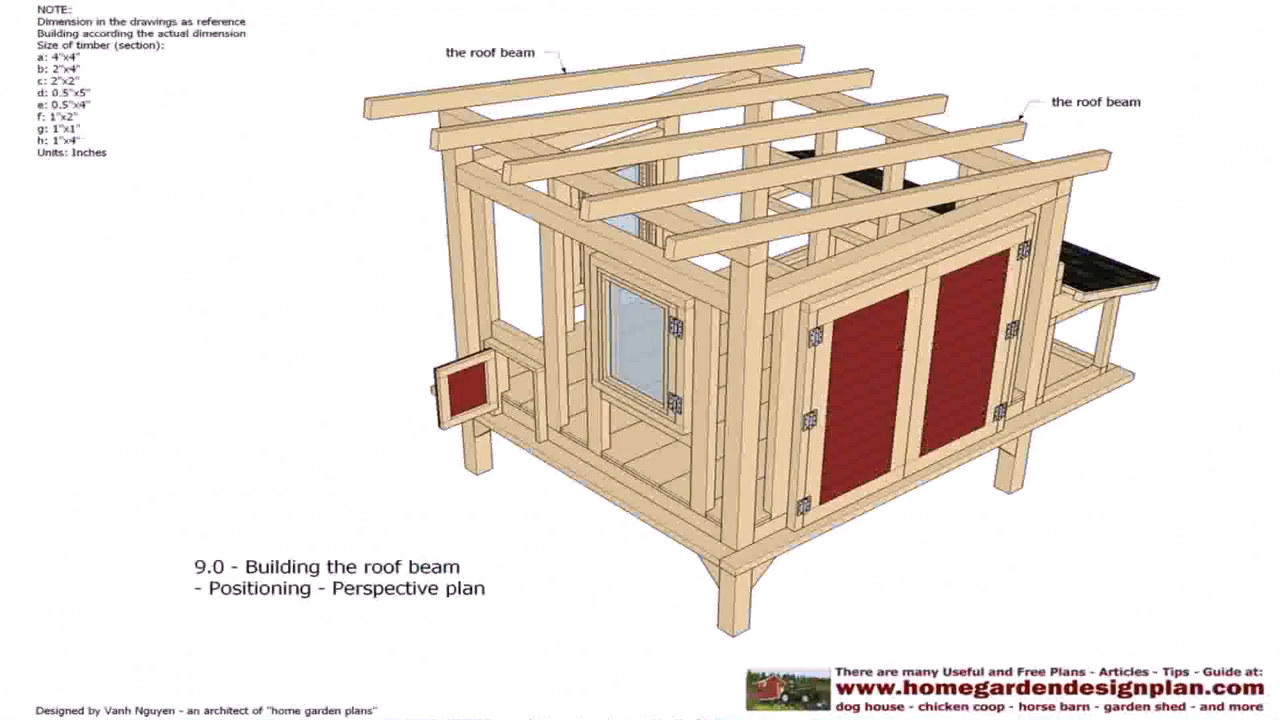 NOTE:
Dimension in the drawings as reference
Building according the actual dimension
Size of timber (section):
a: 4"x4"
b: 2"x4"
c: 2"x2"
d: 0.5"x5"
e: 0.5"x4"
f: 1"x2"
g: 1"x1"
h: 1"x4"
Units: Inches
the roof beam
the roof beam
9.0 - Building the roof beam
- Positioning - Perspective plan
Designed by Vanh Nguyen - an architect of "home garden plans"
There are many Useful and Free Plans - Articles - Tips - Guide at:
www.homegardendesignplan.com
dog house - chicken coop - horse barn - garden shed - and more